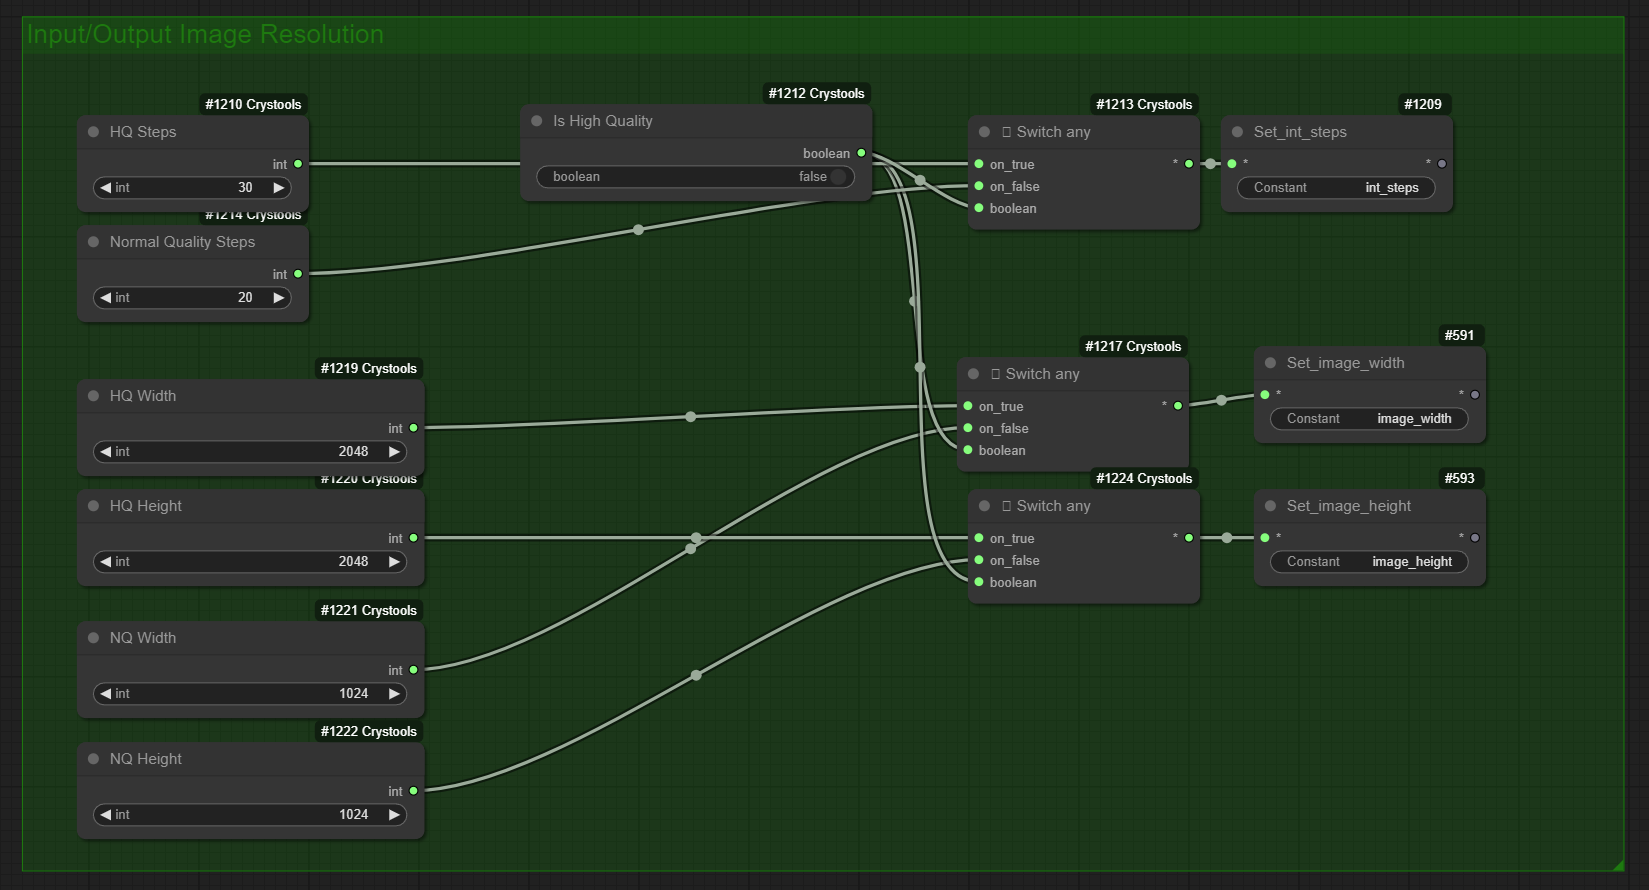 Input/Output Image Resolution
#1210 Crystools
HQ Steps
int
int 30
#1214 Crystools
Normal Quality Steps
int
int 20
#1212 Crystools
Is High Quality
boolean
boolean false
#1213 Crystools
Switch any
on_true *
on_false
boolean
#1209
Set_int_steps
* *
Constant int_steps
#1219 Crystools
HQ Width
int
int 2048
#1220 Crystools
HQ Height
int
int 2048
#1217 Crystools
Switch any
on_true *
on_false
boolean
#591
Set_image_width
* *
Constant image_width
#1224 Crystools
Switch any
on_true *
on_false
boolean
#593
Set_image_height
* *
Constant image_height
#1221 Crystools
NQ Width
int
int 1024
#1222 Crystools
NQ Height
int
int 1024